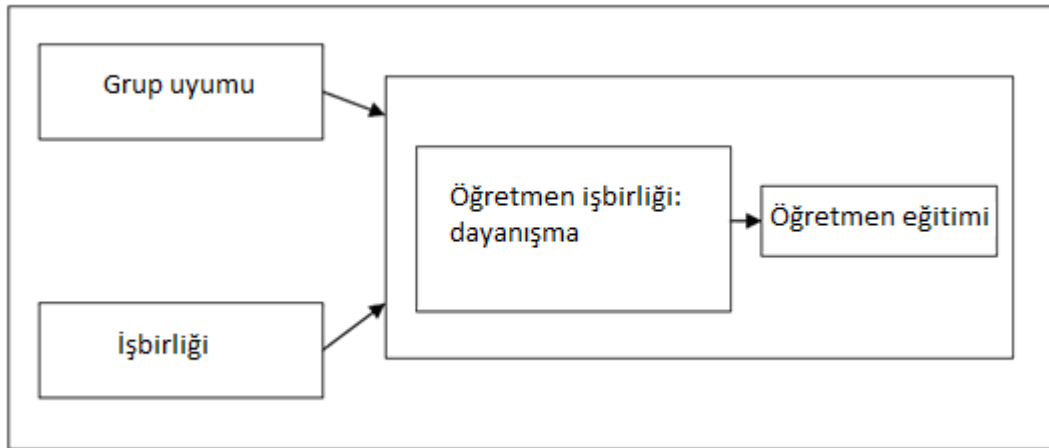 Grup uyumu
Öğretmen işbirliği:
dayanışma
Öğretmen eğitimi
İşbirliği